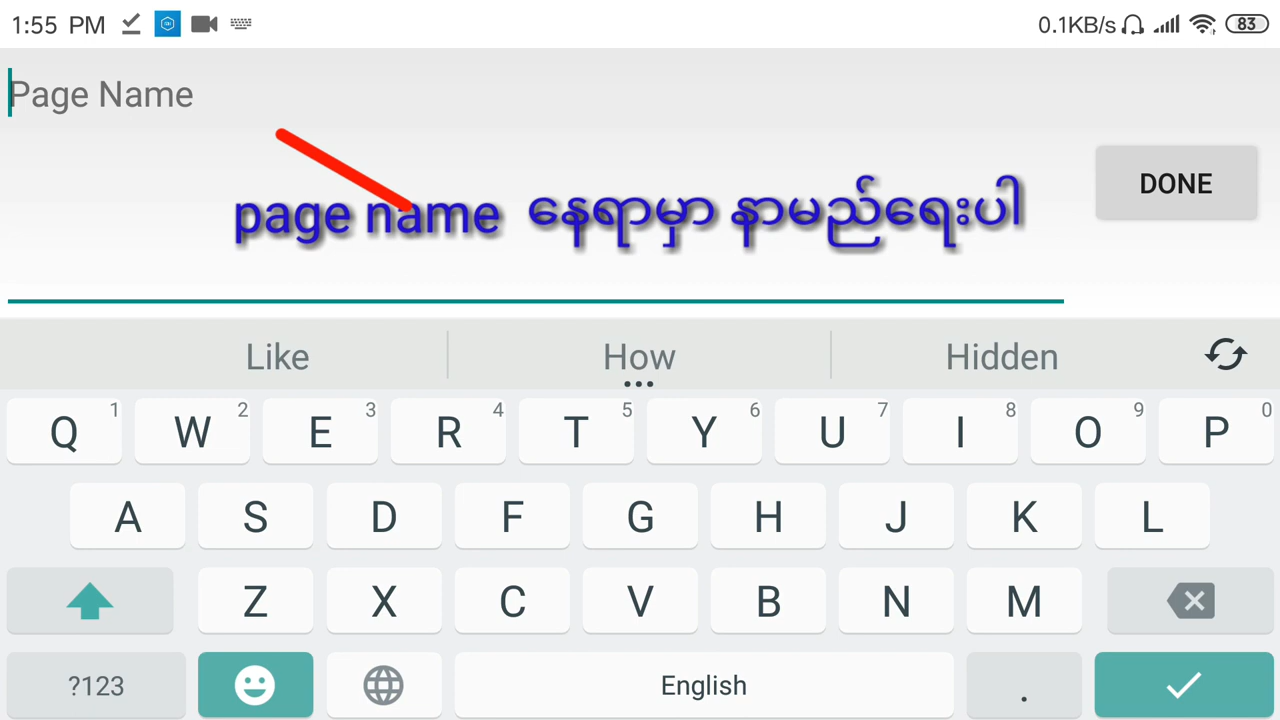 1:55 PM 0.1KB/s 83
Page Name
DONE
page name နေရာမှာ နာမည်ရေးပါ
Like How Hidden
Q 1 W 2 E 3 R 4 T 5 Y 6 U 7 I 8 O 9 P 0
A S D F G H J K L
Z X C V B N M
?123 English .